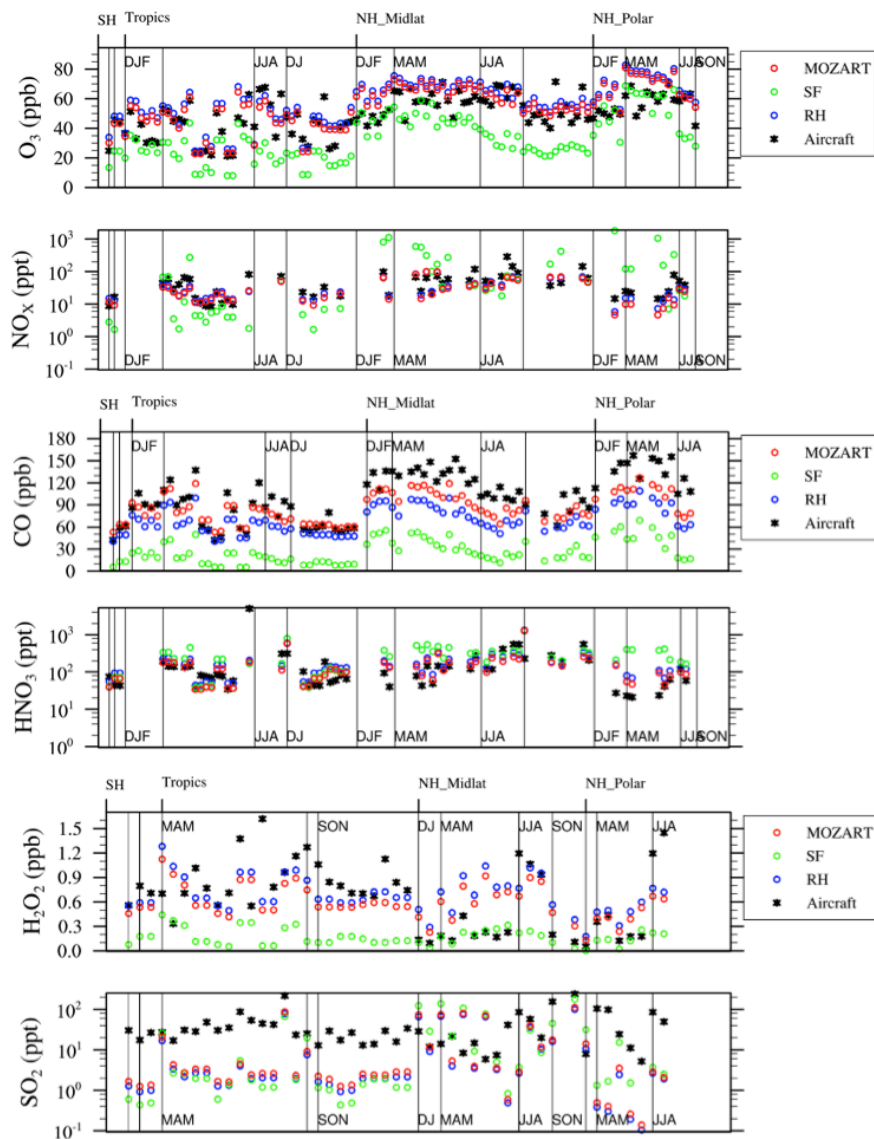 SH Tropics NH_Midlat NH_Polar
DJF JJA DJ DJF MAM JJA DJF MAM JJA SON
O3 (ppb)
80
60
40
20
0
MOZART
SF
RH
Aircraft
NOX (ppt)
10^3
10^2
10^1
10^0
10^-1
DJF JJA DJ DJF MAM JJA DJF MAM JJA SON
SH Tropics NH_Midlat NH_Polar
DJF JJA DJ DJF MAM JJA DJF MAM JJA
CO (ppb)
180
150
120
90
60
30
0
MOZART
SF
RH
Aircraft
HNO3 (ppt)
10^3
10^2
10^1
10^0
DJF JJA DJ DJF MAM JJA DJF MAM JJA SON
SH Tropics NH_Midlat NH_Polar
MAM SON DJ MAM JJA SON MAM JJA
H2O2 (ppb)
1.5
1.2
0.9
0.6
0.3
0.0
MOZART
SF
RH
Aircraft
SO2 (ppt)
10^2
10^1
10^0
10^-1
MAM SON DJ MAM JJA SON MAM JJA